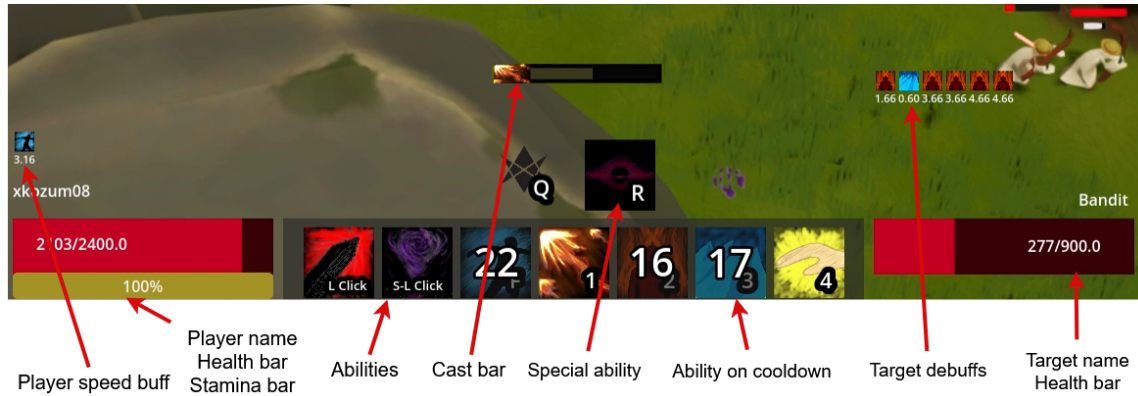 1.66 0.60 3.66 3.66 4.66 4.66
3.16
xkozum08
Q
R
Bandit
2103/2400.0
277/900.0
100%
L Click
S-L Click
22
F
1
16
2
17
3
4
Player speed buff
Player name
Health bar
Stamina bar
Abilities
Cast bar
Special ability
Ability on cooldown
Target debuffs
Target name
Health bar